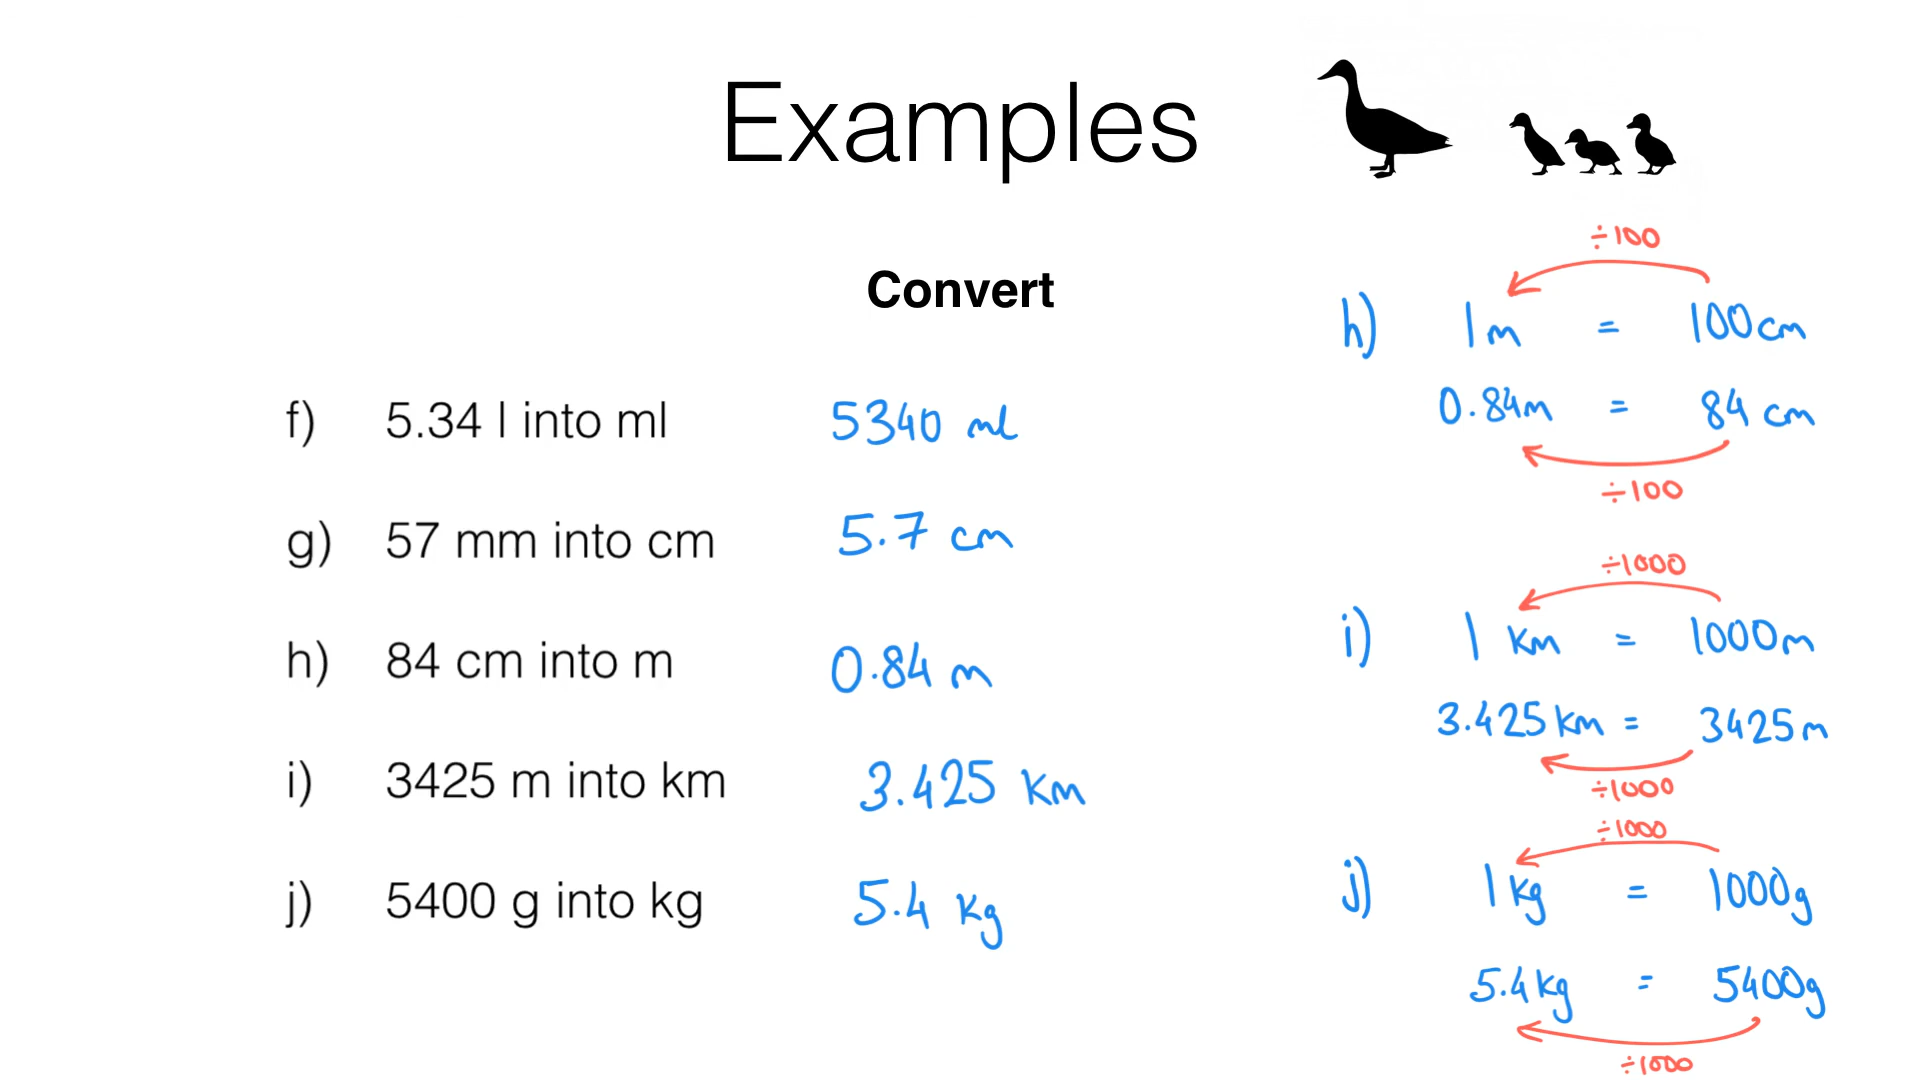 Examples
Convert
f) 5.34 l into ml 5340 ml
g) 57 mm into cm 5.7 cm
h) 84 cm into m 0.84 m
i) 3425 m into km 3.425 km
j) 5400 g into kg 5.4 kg
÷100
h) 1m = 100cm
0.84m = 84 cm
÷100
÷1000
i) 1 km = 1000m
3.425 km = 3425m
÷1000
÷1000
j) 1 kg = 1000g
5.4 kg = 5400g
÷1000